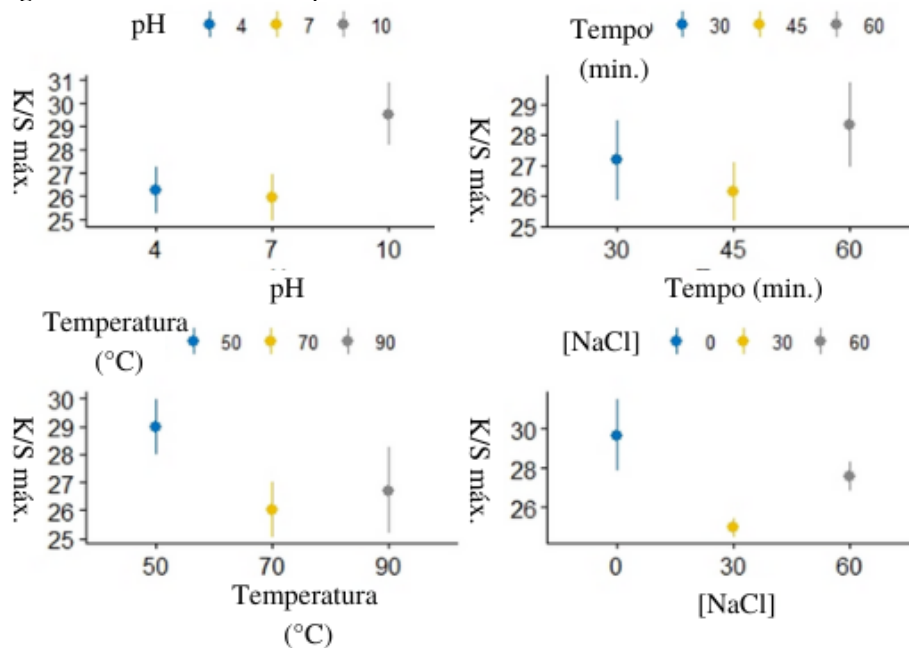 pH 4 7 10
K/S máx.
31
30
29
28
27
26
25
4 7 10
pH
Tempo (min.) 30 45 60
K/S máx.
29
28
27
26
25
30 45 60
Tempo (min.)
Temperatura (°C) 50 70 90
K/S máx.
30
29
28
27
26
25
50 70 90
Temperatura
(°C)
[NaCl] 0 30 60
K/S máx.
30
28
26
0 30 60
[NaCl]